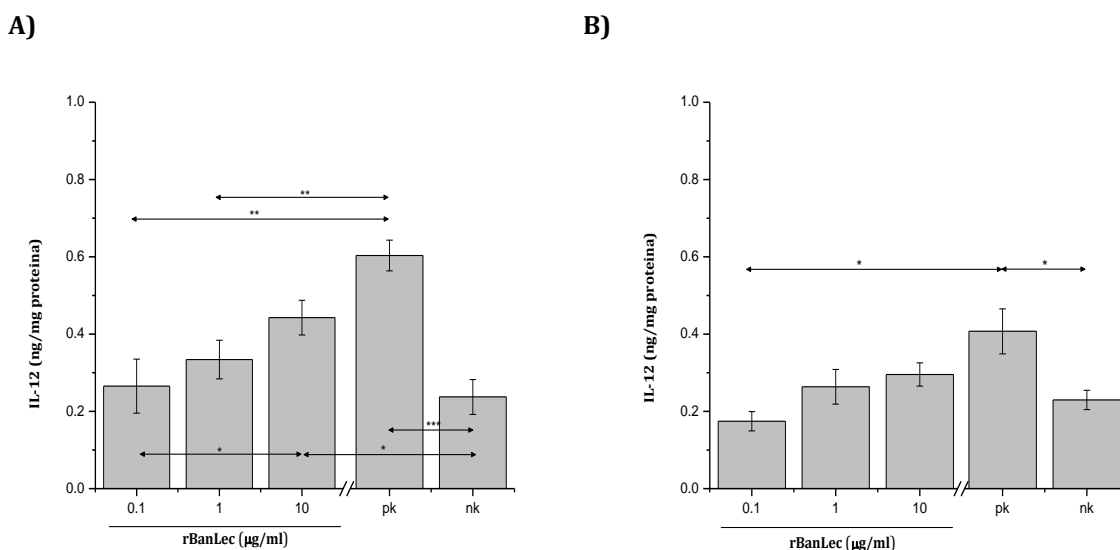 A)
IL-12 (ng/mg proteina)
1.0
0.8
0.6
0.4
0.2
0.0
**
**
***
*
*
0.1 1 10 pk nk
rBanLec (µg/ml)
B)
IL-12 (ng/mg proteina)
1.0
0.8
0.6
0.4
0.2
0.0
*
*
0.1 1 10 pk nk
rBanLec (µg/ml)